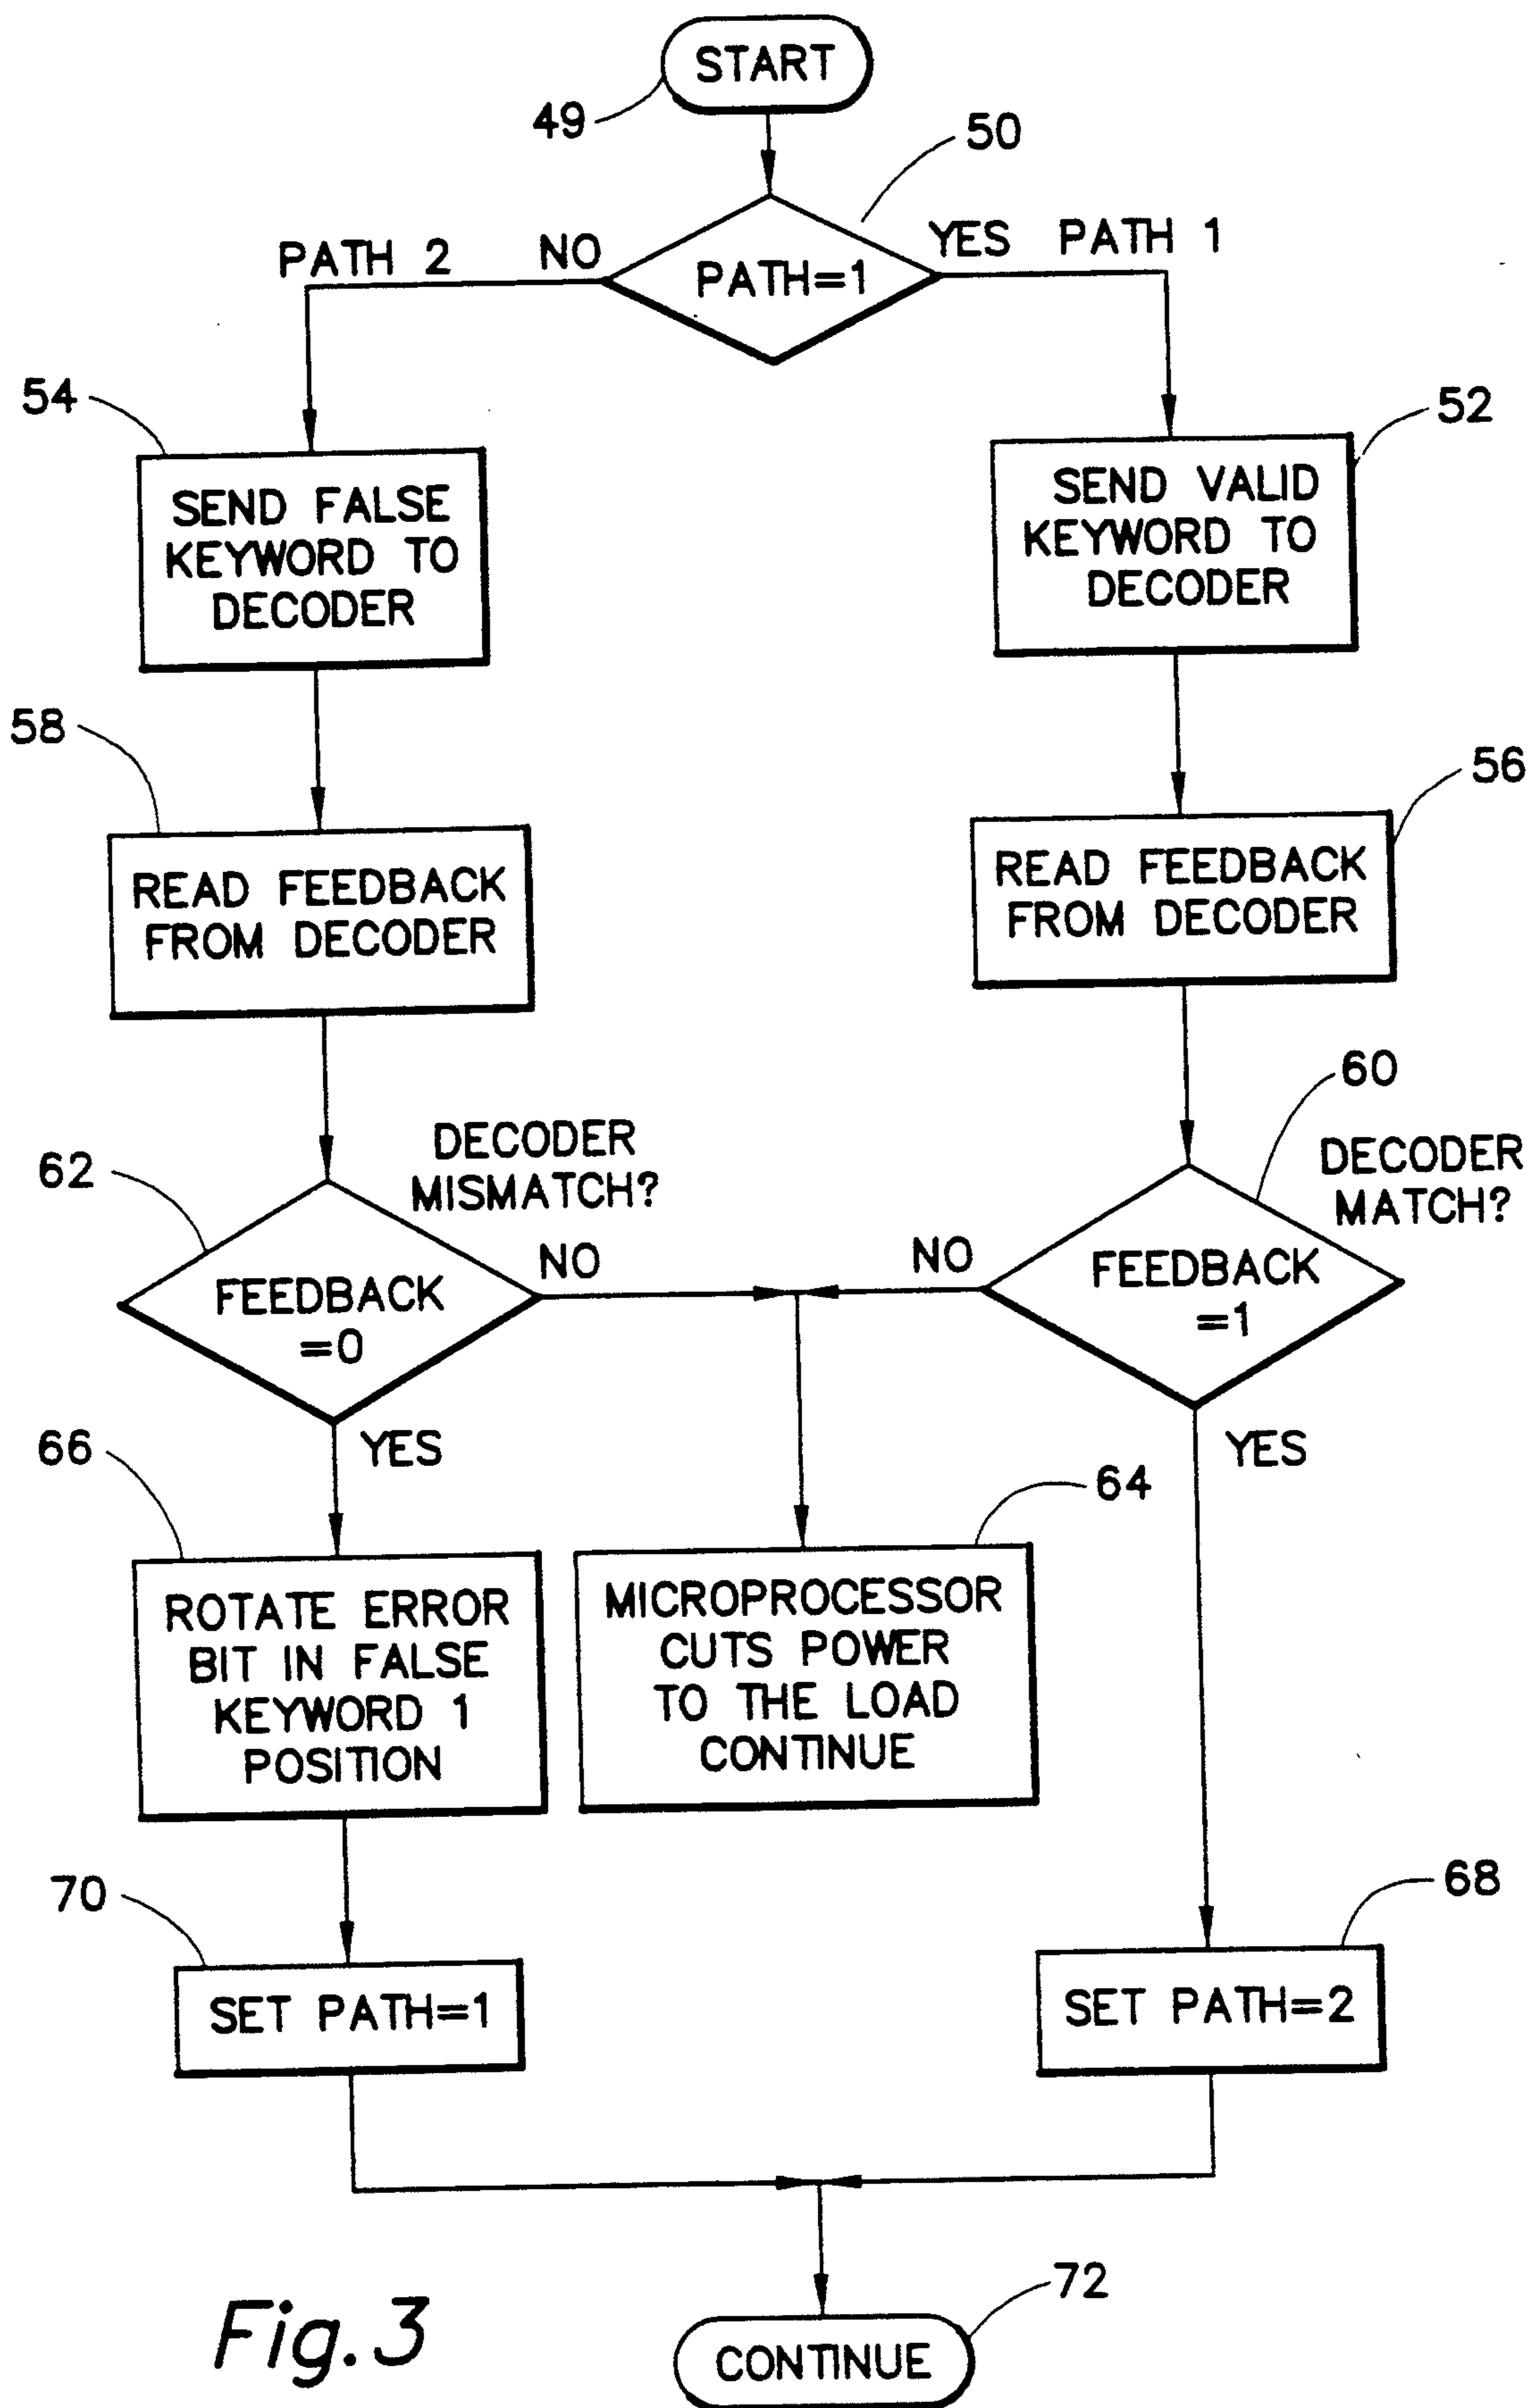 START
49
50
PATH 2 NO
YES PATH 1
PATH=1
54
52
SEND FALSE
KEYWORD TO
DECODER
SEND VALID
KEYWORD TO
DECODER
58
56
READ FEEDBACK
FROM DECODER
READ FEEDBACK
FROM DECODER
60
62
DECODER
MISMATCH?
DECODER
MATCH?
FEEDBACK
=0
NO
NO
FEEDBACK
=1
66
YES
YES
64
ROTATE ERROR
BIT IN FALSE
KEYWORD 1
POSITION
MICROPROCESSOR
CUTS POWER
TO THE LOAD
CONTINUE
70
68
SET PATH=1
SET PATH=2
72
CONTINUE
Fig. 3